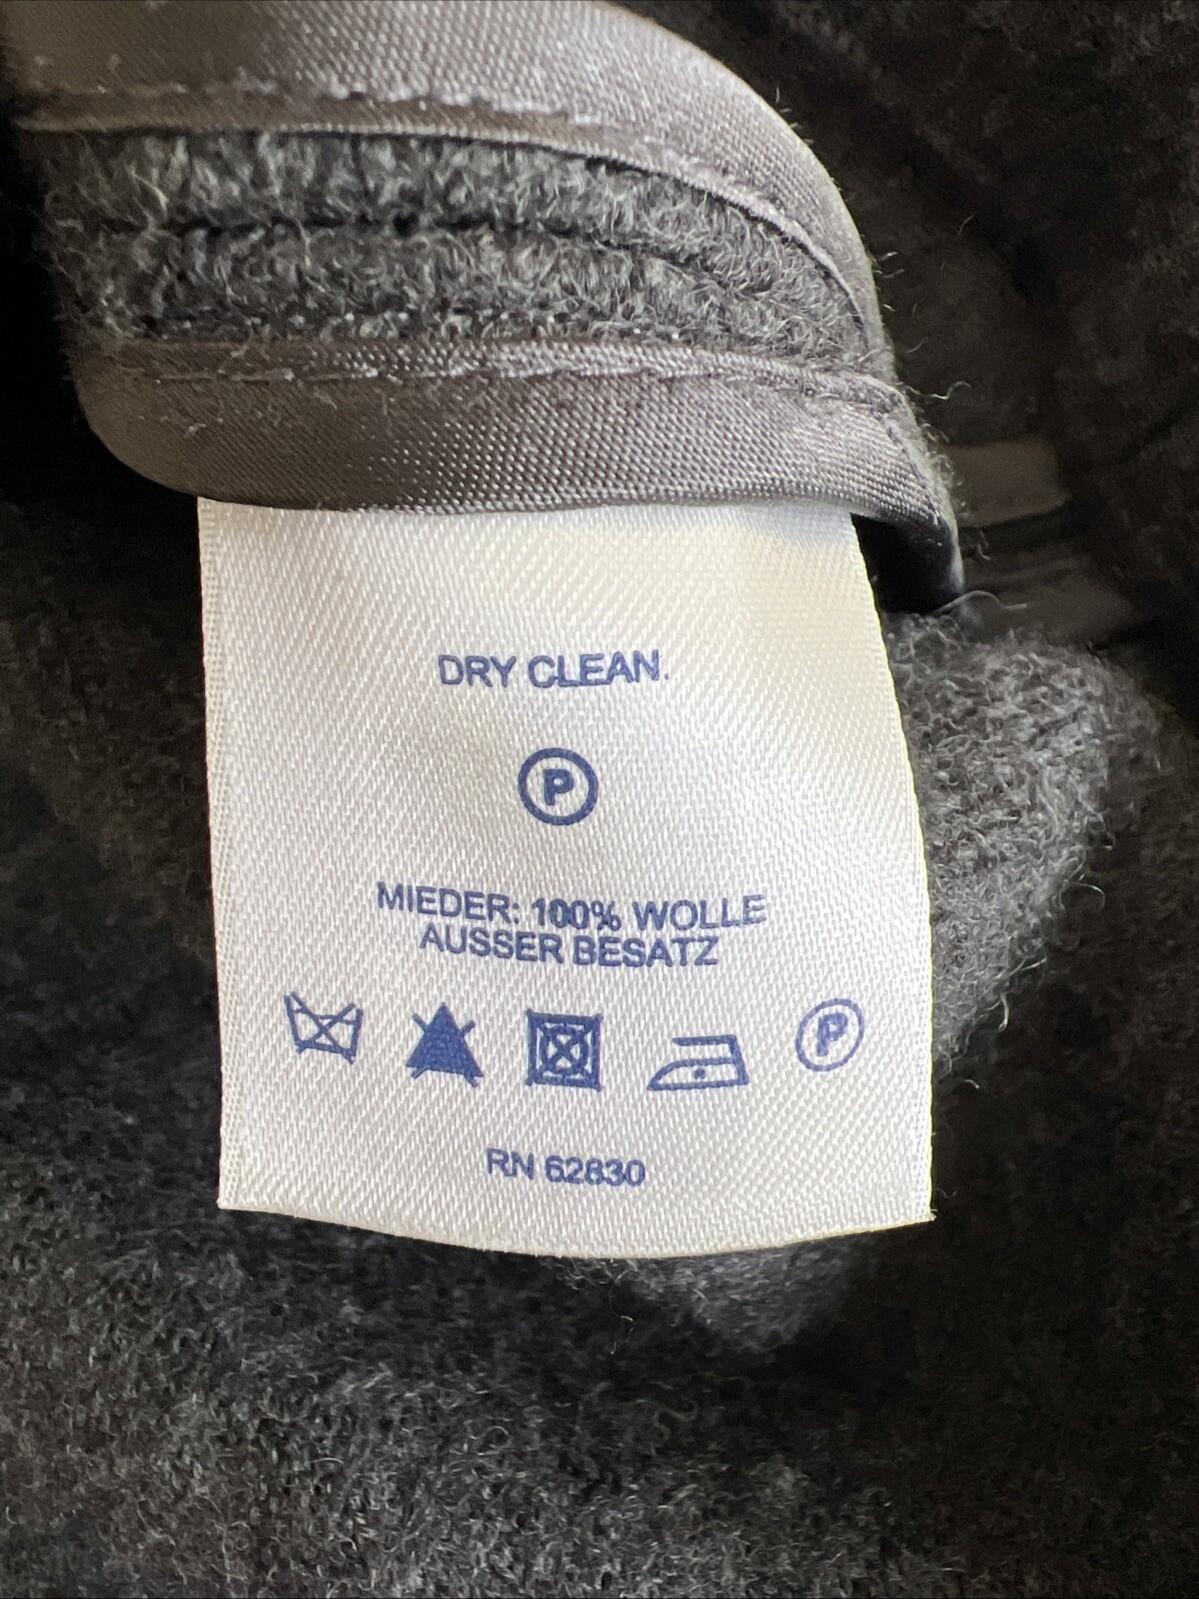 DRY CLEAN.
P
MIEDER: 100% WOLLE
AUSSER BESATZ
P
RN 62830